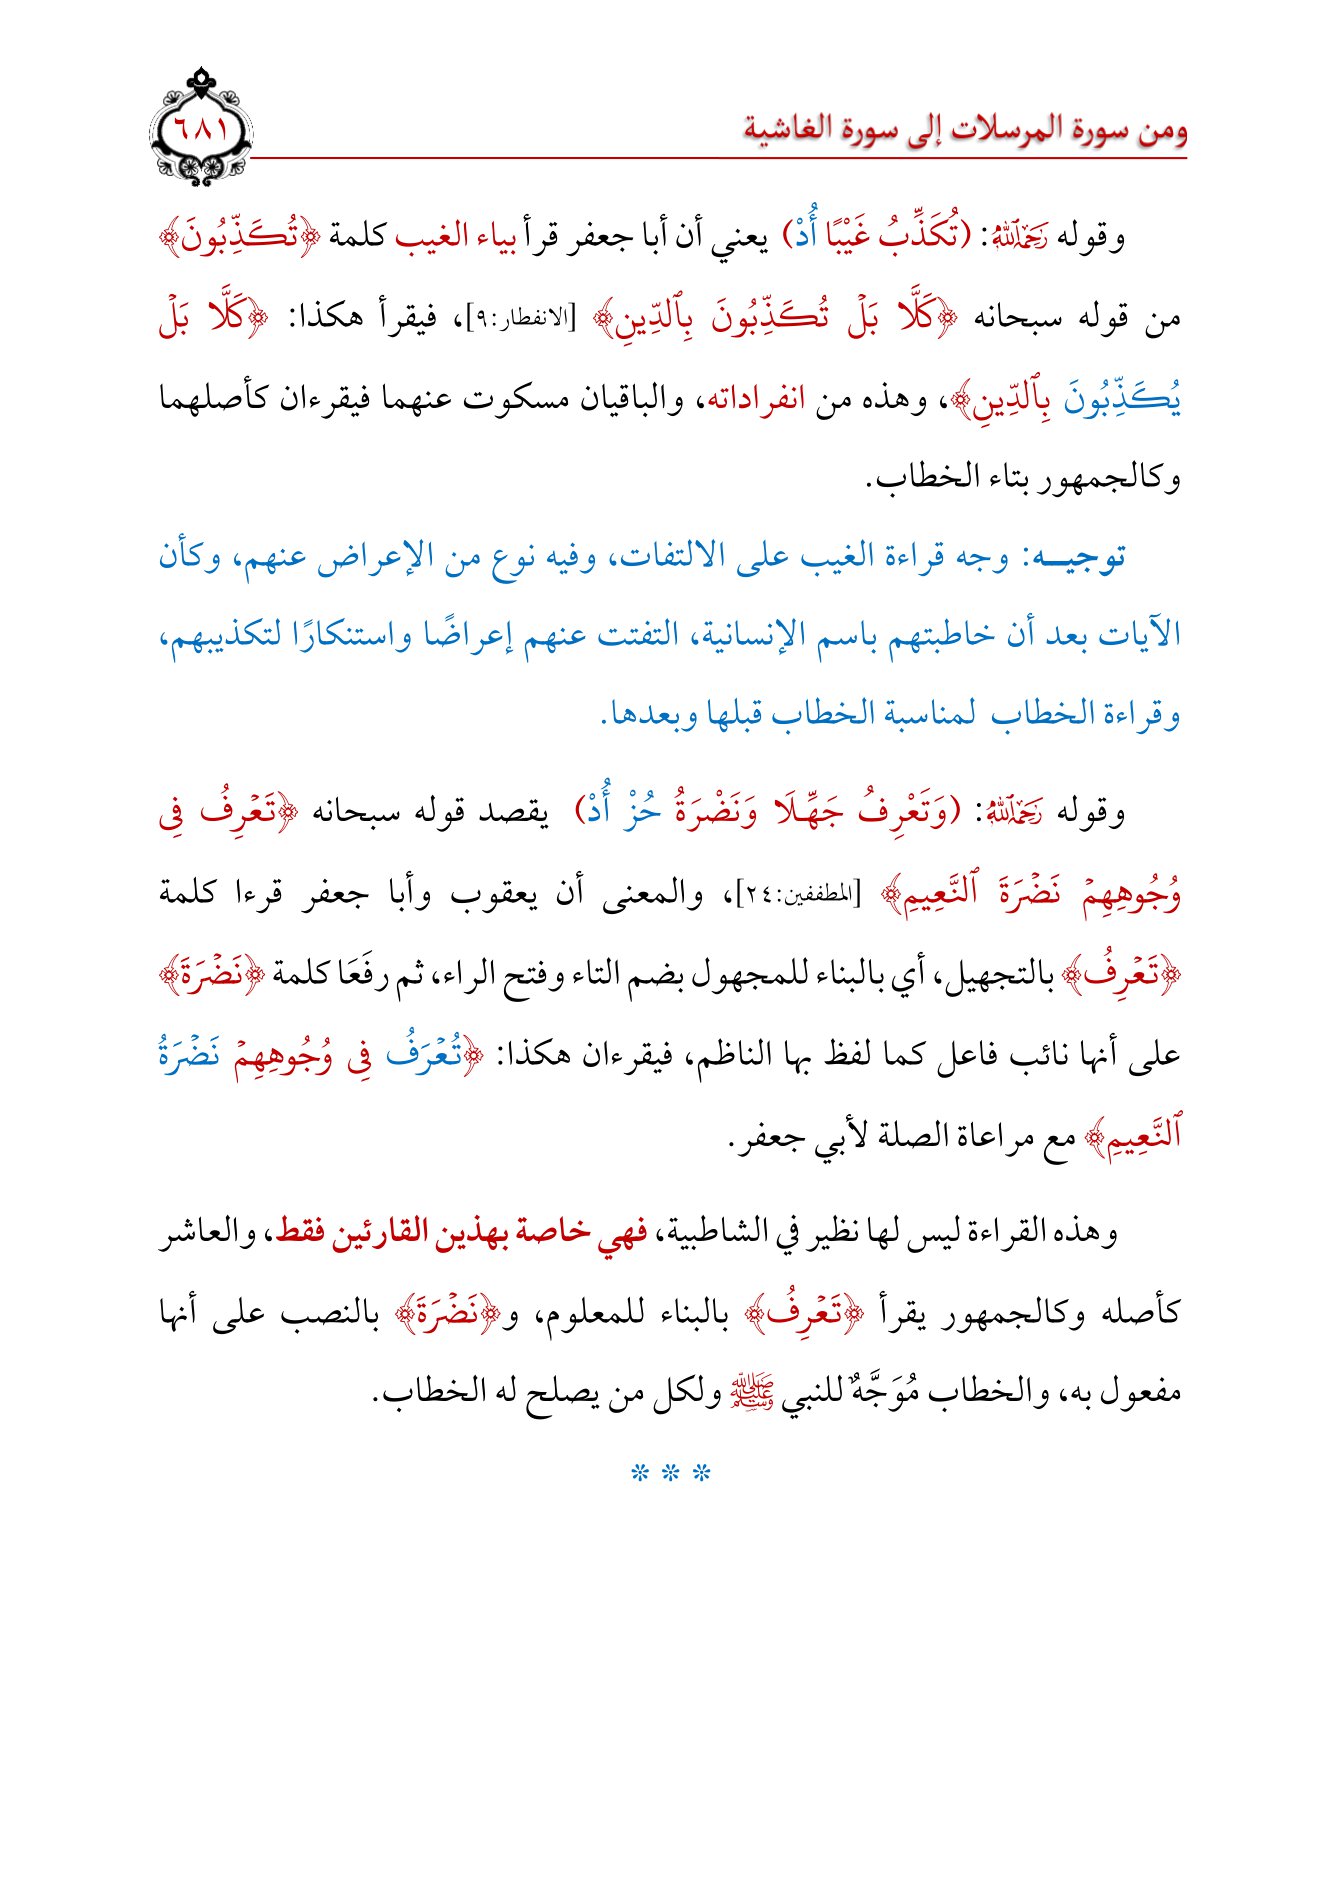 ومن سورة المرسلات إلى سورة الغاشية
٦٨١
وقوله رَحِمَهُ ٱللَّهُ: (تُكَذِّبُ غَيْبًا أُدْ) يعني أن أبا جعفر قرأ بياء الغيب كلمة ﴿تُكَذِّبُونَ﴾
من قوله سبحانه ﴿كَلَّا بَلۡ تُكَذِّبُونَ بِٱلدِّينِ﴾ [الانفطار:٩]، فيقرأ هكذا: ﴿كَلَّا بَلۡ
يُكَذِّبُونَ بِٱلدِّينِ﴾، وهذه من انفراداته، والباقيان مسكوت عنهما فيقرءان كأصلهما
وكالجمهور بتاء الخطاب.
توجيـــه: وجه قراءة الغيب على الالتفات، وفيه نوع من الإعراض عنهم، وكأن
الآيات بعد أن خاطبتهم باسم الإنسانية، التفتت عنهم إعراضًا واستنكارًا لتكذيبهم،
وقراءة الخطاب لمناسبة الخطاب قبلها وبعدها.
وقوله رَحِمَهُ ٱللَّهُ: (وَتَعْرِفُ جَهِّلَا وَنَضْرَةُ حُزْ أُدْ) يقصد قوله سبحانه ﴿تَعۡرِفُ فِي
وُجُوهِهِمۡ نَضۡرَةَ ٱلنَّعِيمِ﴾ [المطففين:٢٤]، والمعنى أن يعقوب وأبا جعفر قرءا كلمة
﴿تَعۡرِفُ﴾ بالتجهيل، أي بالبناء للمجهول بضم التاء وفتح الراء، ثم رفَعَا كلمة ﴿نَضۡرَةَ﴾
على أنها نائب فاعل كما لفظ بها الناظم، فيقرءان هكذا: ﴿تُعۡرَفُ فِي وُجُوهِهِمۡ نَضۡرَةُ
ٱلنَّعِيمِ﴾ مع مراعاة الصلة لأبي جعفر.
وهذه القراءة ليس لها نظير في الشاطبية، فهي خاصة بهذين القارئين فقط، والعاشر
كأصله وكالجمهور يقرأ ﴿تَعۡرِفُ﴾ بالبناء للمعلوم، و﴿نَضۡرَةَ﴾ بالنصب على أنها
مفعول به، والخطاب مُوَجَّهٌ للنبي ﷺ ولكل من يصلح له الخطاب.
* * *